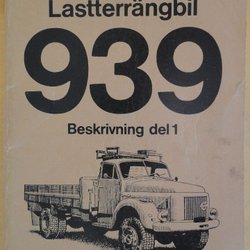 Lastterrängbil
939
Beskrivning del 1